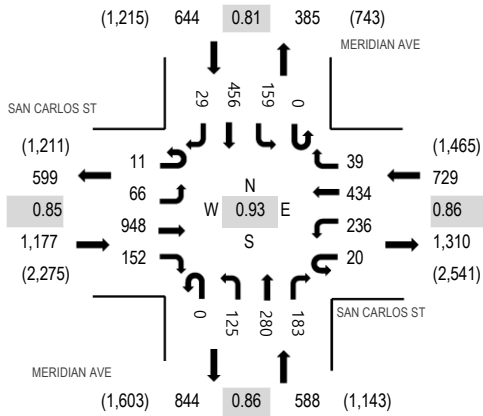 (1,215) 644 0.81 385 (743)
MERIDIAN AVE
29 456 159 0
SAN CARLOS ST
(1,211)
599
0.85
1,177
(2,275)
11
66
948
152
N
W 0.93 E
S
39
434
236
20
(1,465)
729
0.86
1,310
(2,541)
0 125 280 183
SAN CARLOS ST
MERIDIAN AVE
(1,603) 844 0.86 588 (1,143)